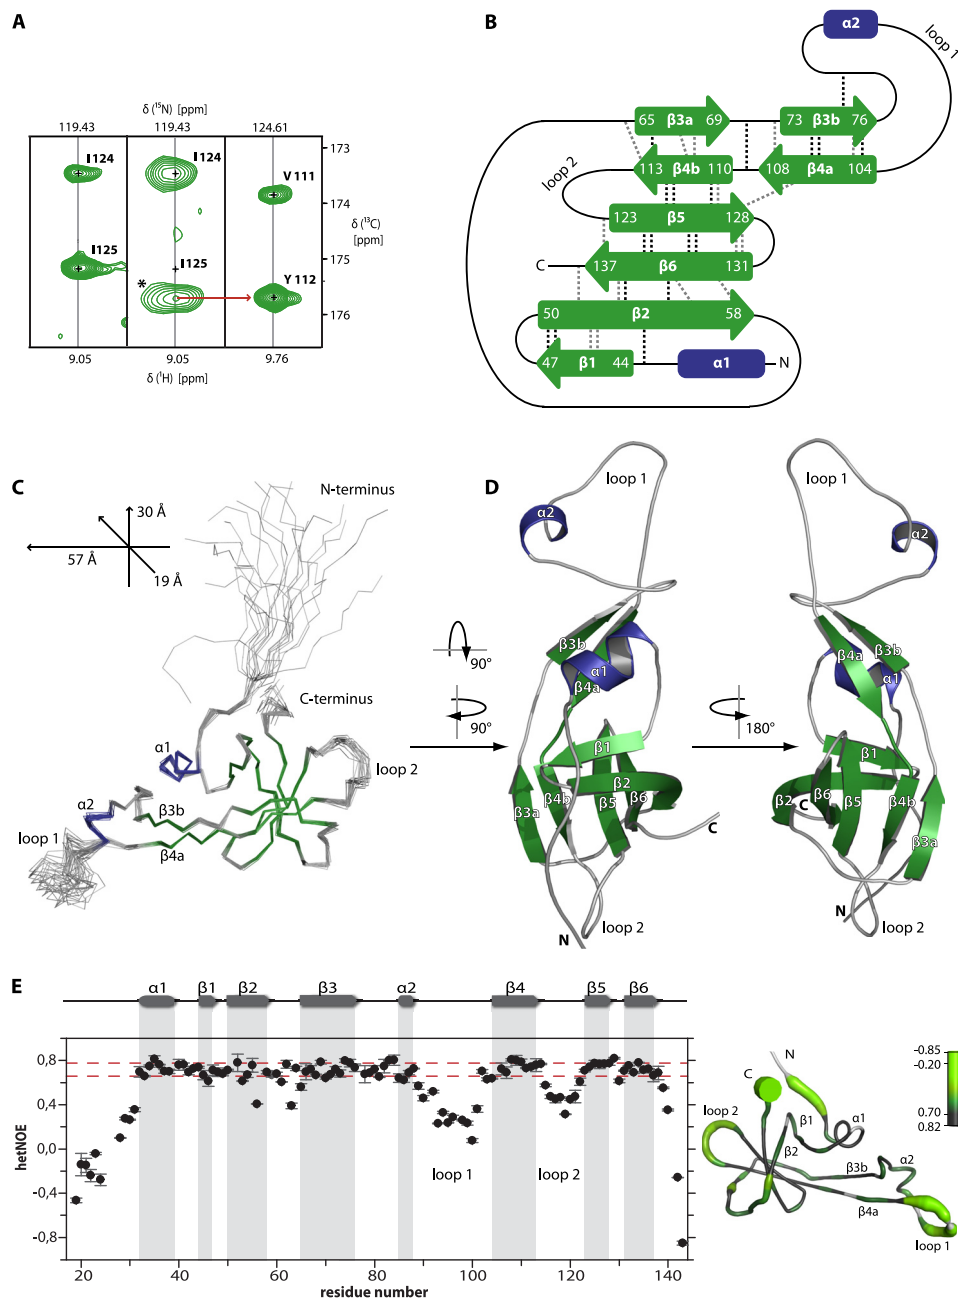 A
δ (¹⁵N) [ppm]
119.43 119.43 124.61
I124 I124 V 111
I125 I125 Y 112
*
173
174
δ (¹³C)
[ppm]
175
176
9.05 9.05 9.76
δ (¹H) [ppm]
B
α2
loop 1
65 β3a 69 73 β3b 76
113 β4b 110 108 β4a 104
loop 2
123 β5 128
C 137 β6 131
50 β2 58
47 β1 44 α1 N
C
30 Å
57 Å
19 Å
N-terminus
C-terminus
α1
α2
β3b
loop 1
β4a
loop 2
90°
90°
D
loop 1
α2
β3b
α1
β4a
β1
β2
β3a β4b β5 β6
C
N
loop 2
180°
loop 1
α2
β4a β3b
α1
β1
β2 β6 β5 β4b
C
β3a
N
loop 2
E
α1 β1 β2 β3 α2 β4 β5 β6
hetNOE
0,8
0,4
0,0
-0,4
-0,8
loop 1 loop 2
20 40 60 80 100 120 140
residue number
N
C
loop 2
β1
α1
β2
β3b
α2
β4a
loop 1
-0.85
-0.20
0.70
0.82